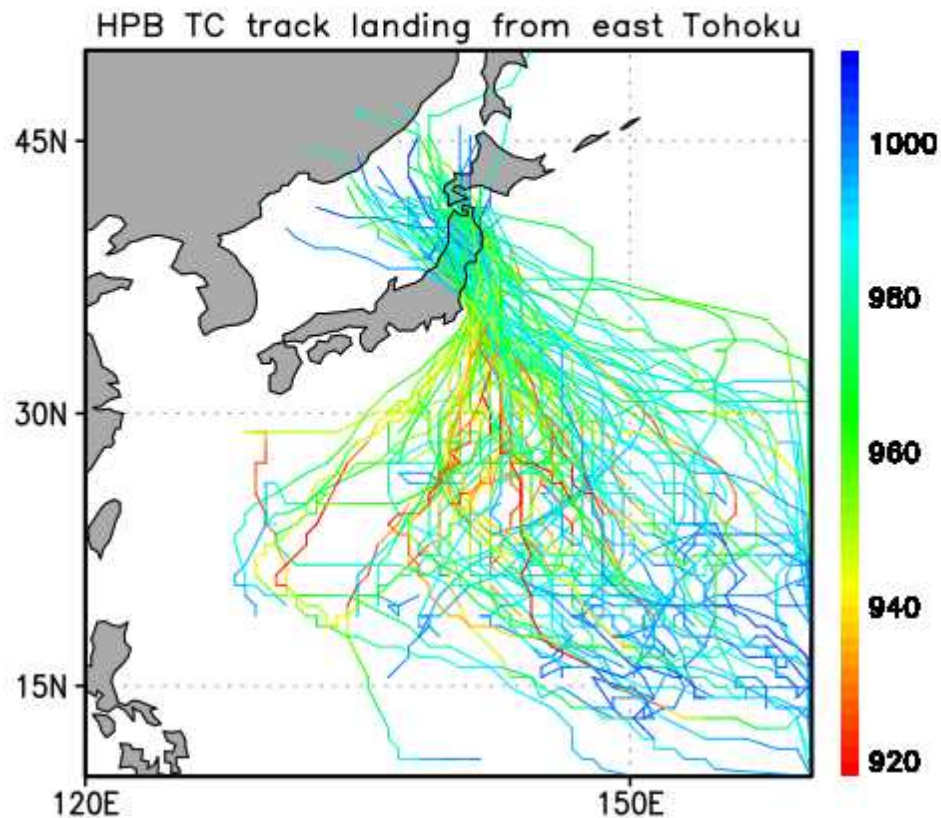 HPB TC track landing from east Tohoku
45N
30N
15N
120E
150E
1000
980
960
940
920